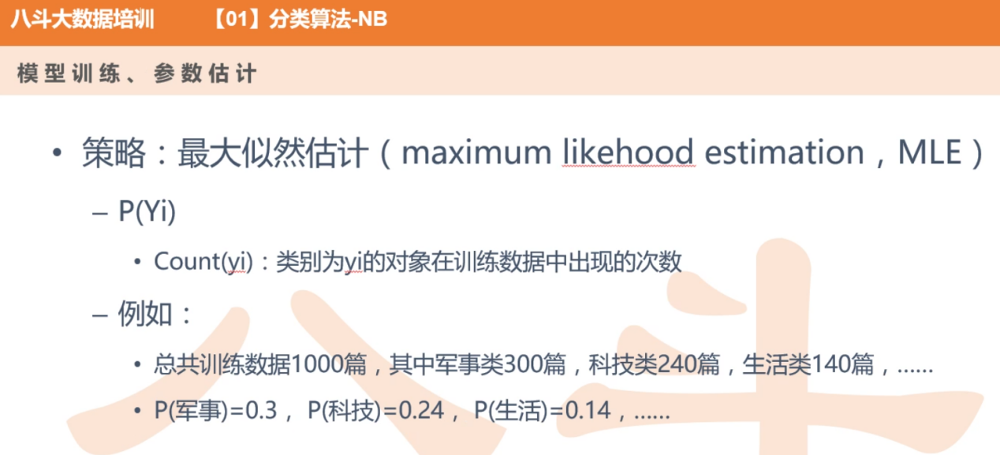 八斗大数据培训 【01】分类算法-NB
模型训练、参数估计
• 策略：最大似然估计（maximum likehood estimation，MLE）
– P(Yi)
• Count(yi)：类别为yi的对象在训练数据中出现的次数
– 例如：
• 总共训练数据1000篇，其中军事类300篇，科技类240篇，生活类140篇，……
• P(军事)=0.3， P(科技)=0.24， P(生活)=0.14，……
八斗